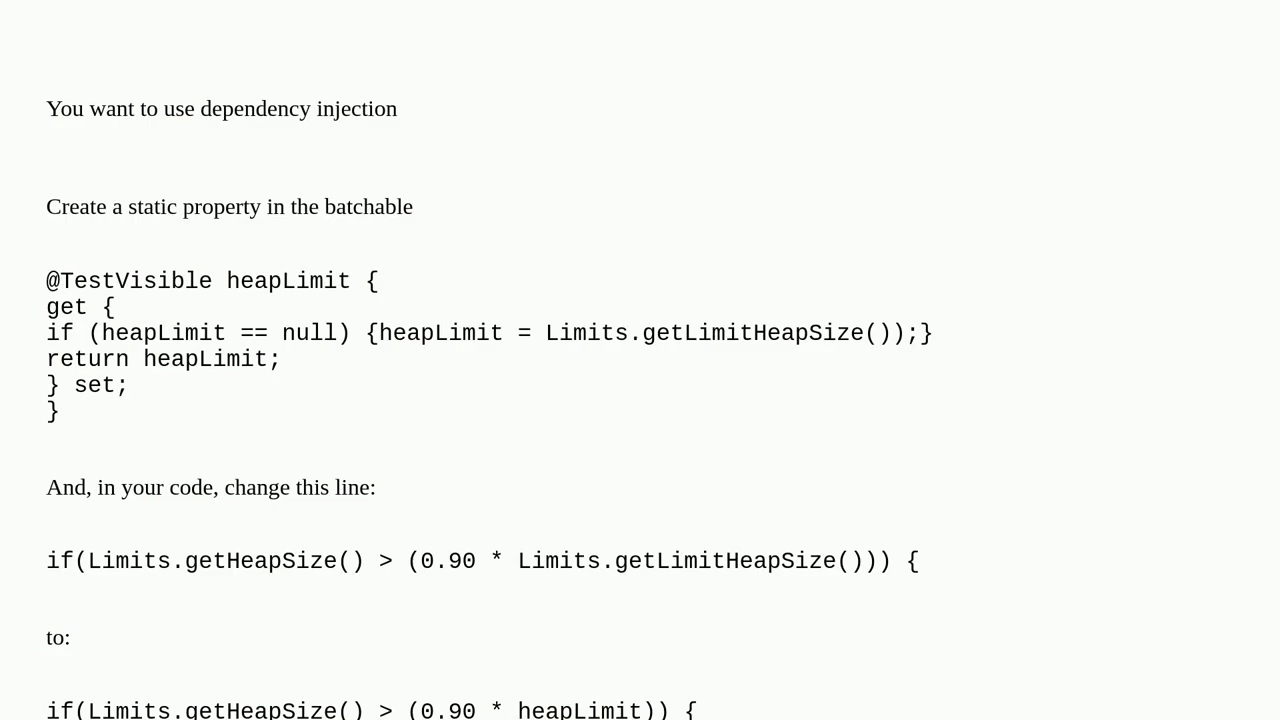 You want to use dependency injection
Create a static property in the batchable
@TestVisible heapLimit {
get {
if (heapLimit == null) {heapLimit = Limits.getLimitHeapSize());}
return heapLimit;
} set;
}
And, in your code, change this line:
if(Limits.getHeapSize() > (0.90 * Limits.getLimitHeapSize())) {
to:
if(Limits.getHeapSize() > (0.90 * heapLimit)) {